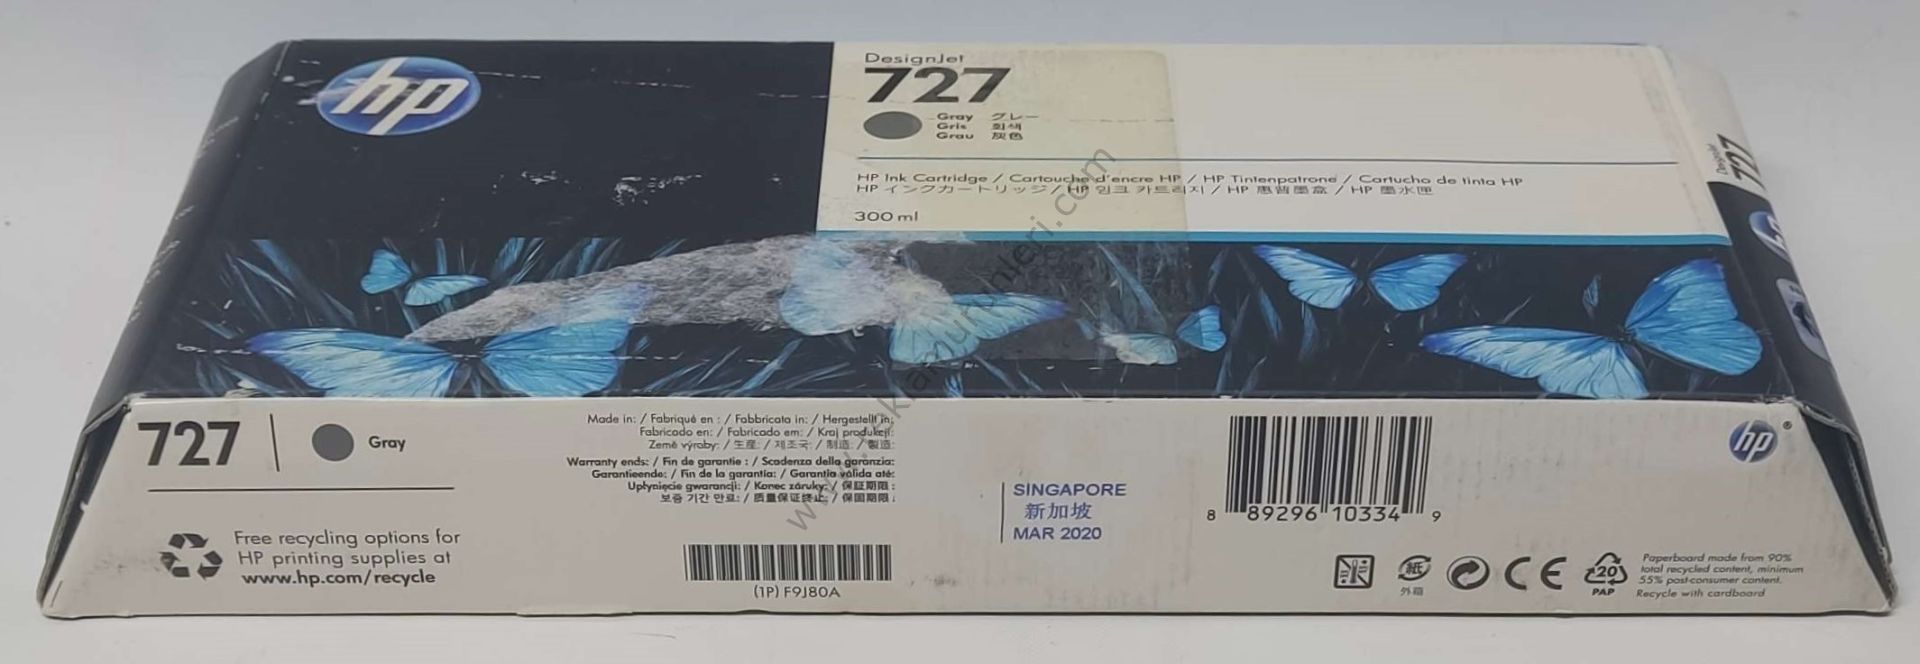 hp
DesignJet
727
Gray グレー
Gris 회색
Grau 灰色
HP Ink Cartridge / Cartouche d'encre HP / HP Tintenpatrone / Cartucho de tinta HP
HP インクカートリッジ / HP 잉크 카트리지 / HP 惠普墨盒 / HP 墨水匣
300 ml
DesignJet
727
hp
727
Gray
Made in: / Fabriqué en : / Fabbricato in: / Hergestellt in:
Fabricado en: / Fabricado em: / Kraj produkcji:
Země výroby: / 生産: / 제조국: / 制造: / 製造:
Warranty ends: / Fin de garantie : / Scadenza della garanzia:
Garantieende: / Fin de la garantía: / Garantia válida até:
Upłynięcie gwarancji: / Konec záruky: / 保証期限 :
보증 기간 만료: / 质量保证终止: / 保固期限 :
SINGAPORE
新加坡
MAR 2020
8 89296 10334 9
hp®
Free recycling options for
HP printing supplies at
www.hp.com/recycle
(1P) F9J80A
紙
外箱
CE
20
PAP
Paperboard made from 90%
total recycled content, minimum
55% post-consumer content.
Recycle with cardboard